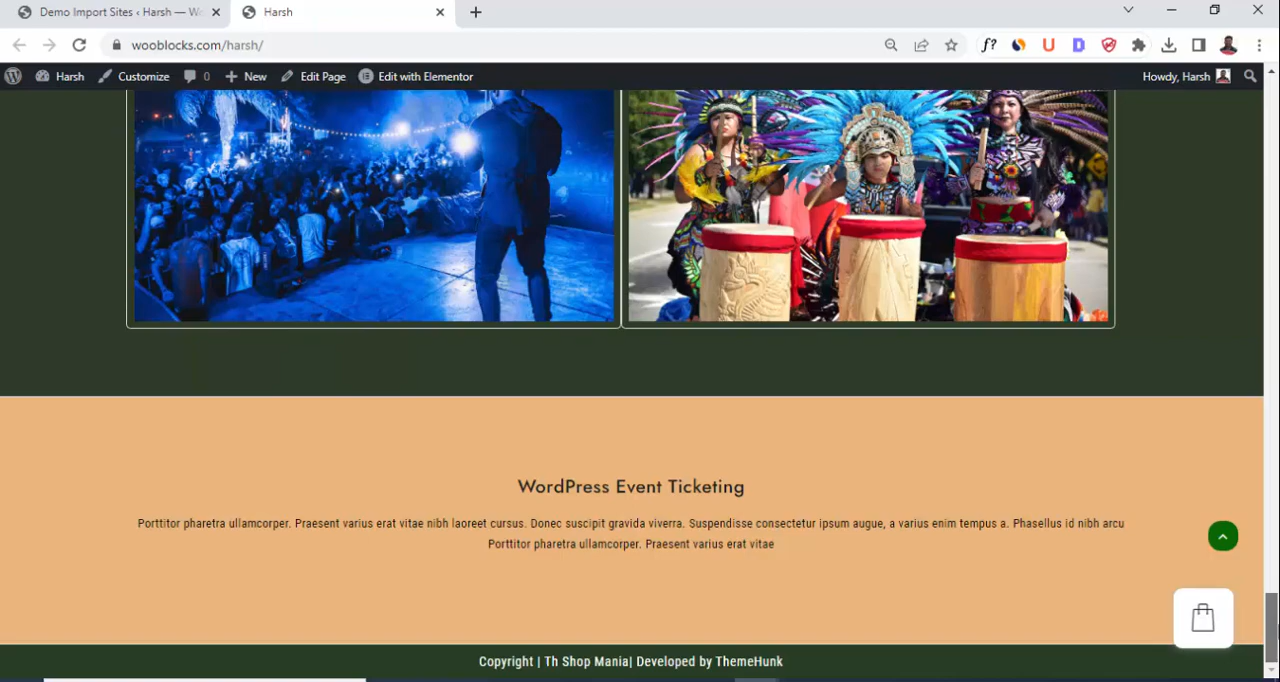 Demo Import Sites ‹ Harsh — Wo
Harsh
wooblocks.com/harsh/
f?
U
D
Harsh
Customize
0
New
Edit Page
Edit with Elementor
Howdy, Harsh
WordPress Event Ticketing
Porttitor pharetra ullamcorper. Praesent varius erat vitae nibh laoreet cursus. Donec suscipit gravida viverra. Suspendisse consectetur ipsum augue, a varius enim tempus a. Phasellus id nibh arcu
Porttitor pharetra ullamcorper. Praesent varius erat vitae
Copyright | Th Shop Mania| Developed by ThemeHunk